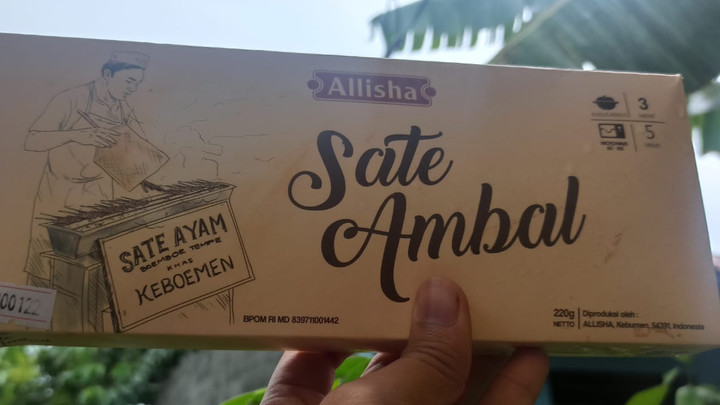 Allisha
3
5
Sate
Ambal
SATE AYAM
BOEMBOE TEMPE
KHAS
KEBOEMEN
00122
BPOM RI MD 839711001442
220g
NETTO
Diproduksi oleh :
ALLISHA, Kebumen, 54391, Indonesia